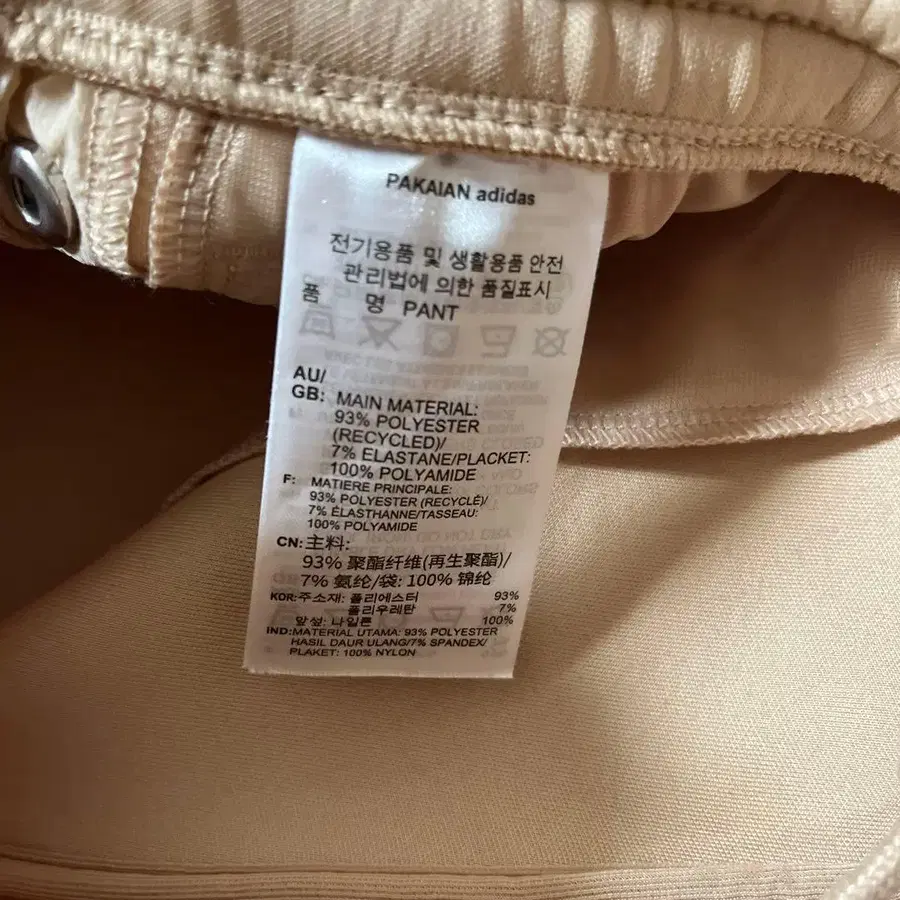 PAKAIAN adidas
전기용품 및 생활용품 안전
관리법에 의한 품질표시
품 명 PANT
AU/
GB: MAIN MATERIAL:
93% POLYESTER
(RECYCLED)/
7% ELASTANE/PLACKET:
100% POLYAMIDE
F: MATIERE PRINCIPALE:
93% POLYESTER (RECYCLÉ)/
7% ÉLASTHANNE/TASSEAU:
100% POLYAMIDE
CN: 主料:
93% 聚酯纤维(再生聚酯)/
7% 氨纶/袋: 100% 锦纶
KOR: 주소재: 폴리에스터 93%
폴리우레탄 7%
앞섶: 나일론 100%
IND: MATERIAL UTAMA: 93% POLYESTER
HASIL DAUR ULANG/7% SPANDEX/
PLAKET: 100% NYLON